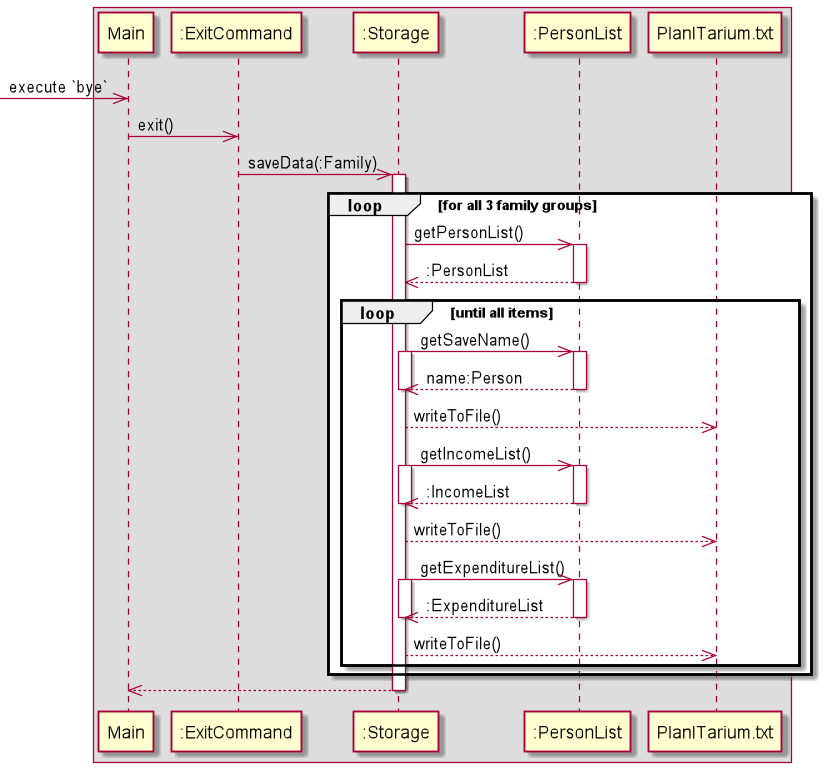 Main :ExitCommand :Storage :PersonList PlanITarium.txt
execute `bye`
exit()
saveData(:Family)
loop [for all 3 family groups]
getPersonList()
:PersonList
loop [until all items]
getSaveName()
name:Person
writeToFile()
getIncomeList()
:IncomeList
writeToFile()
getExpenditureList()
:ExpenditureList
writeToFile()
Main :ExitCommand :Storage :PersonList PlanITarium.txt